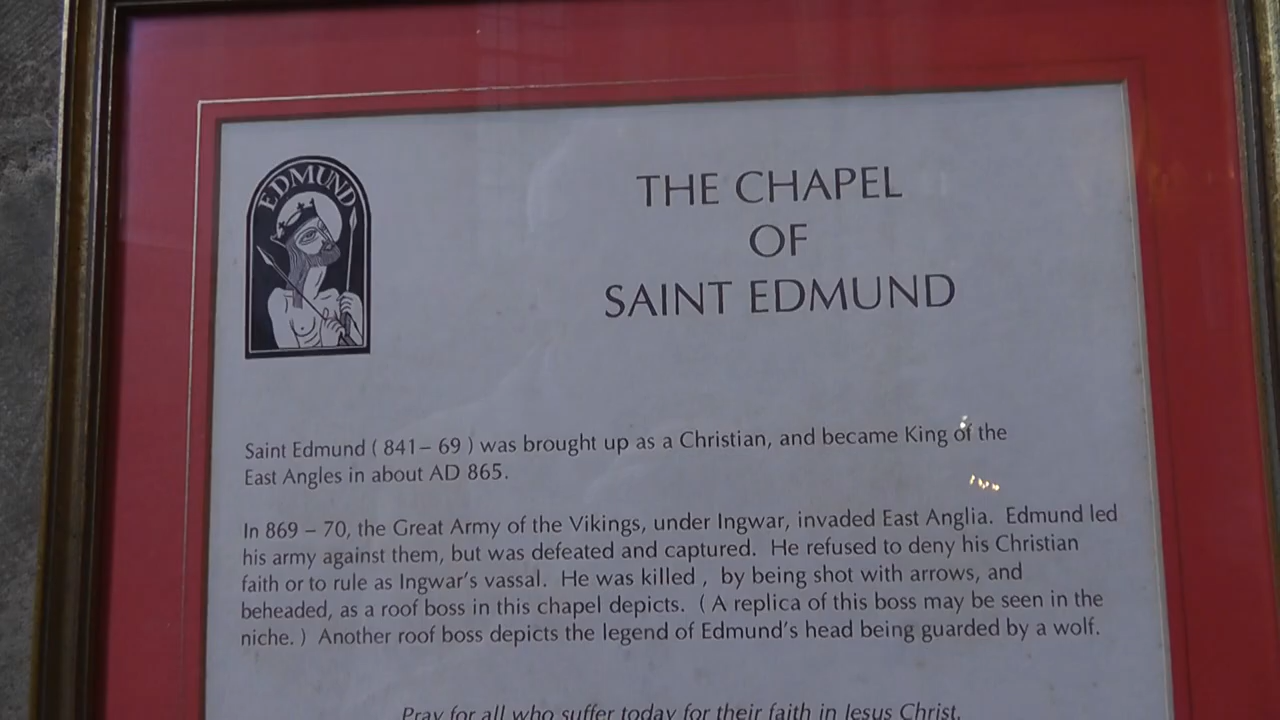 EDMUND
THE CHAPEL
OF
SAINT EDMUND
Saint Edmund ( 841– 69 ) was brought up as a Christian, and became King of the
East Angles in about AD 865.
In 869 – 70, the Great Army of the Vikings, under Ingwar, invaded East Anglia. Edmund led
his army against them, but was defeated and captured. He refused to deny his Christian
faith or to rule as Ingwar's vassal. He was killed , by being shot with arrows, and
beheaded, as a roof boss in this chapel depicts. ( A replica of this boss may be seen in the
niche. ) Another roof boss depicts the legend of Edmund's head being guarded by a wolf.
Pray for all who suffer today for their faith in Jesus Christ.